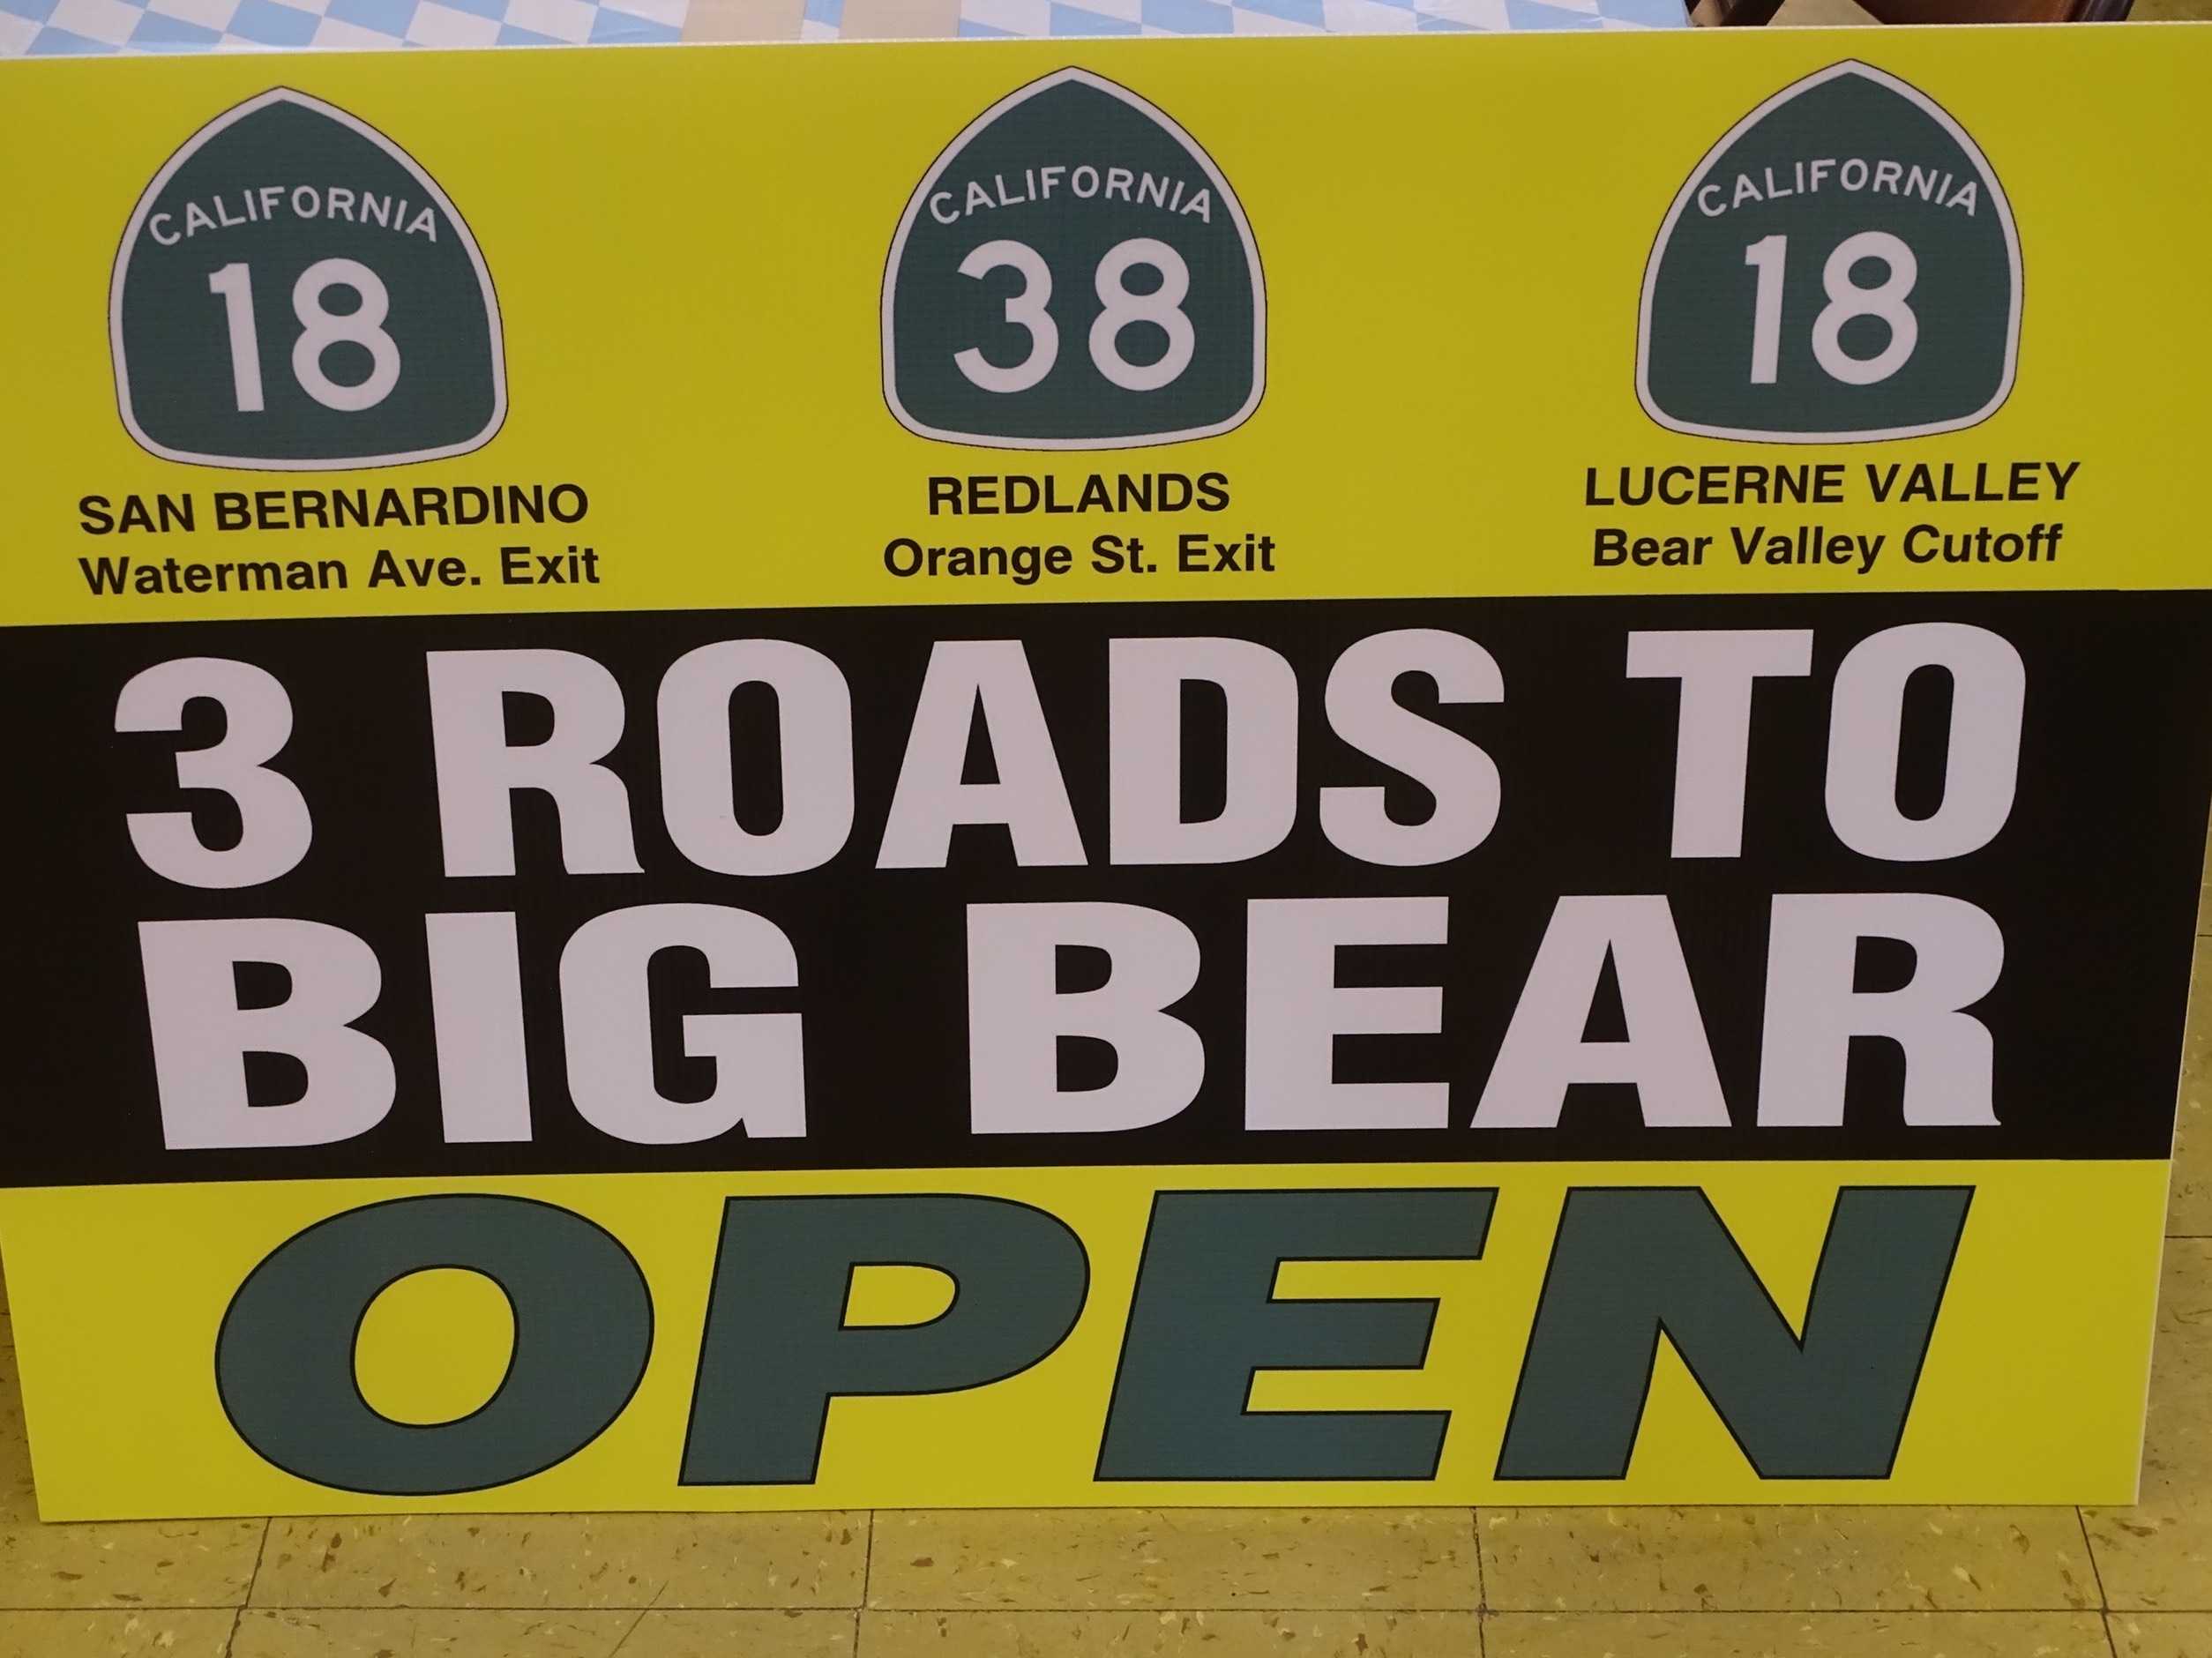 CALIFORNIA
18
SAN BERNARDINO
Waterman Ave. Exit
CALIFORNIA
38
REDLANDS
Orange St. Exit
CALIFORNIA
18
LUCERNE VALLEY
Bear Valley Cutoff
3 ROADS TO
BIG BEAR
OPEN